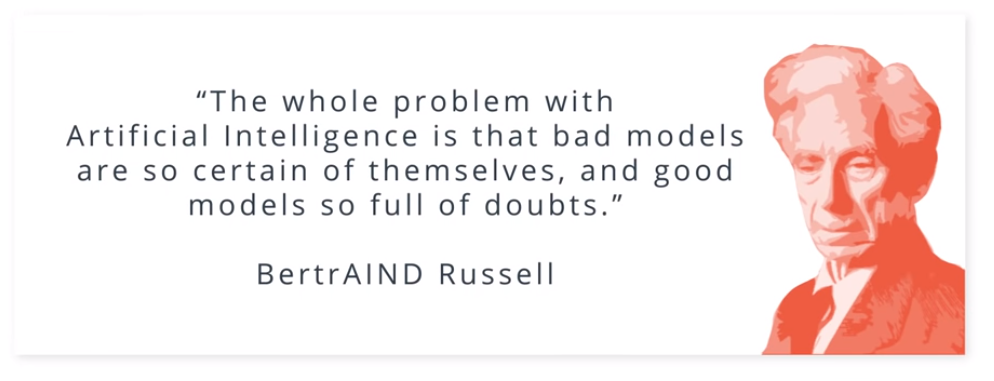 “The whole problem with
Artificial Intelligence is that bad models
are so certain of themselves, and good
models so full of doubts.”
BertrAIND Russell